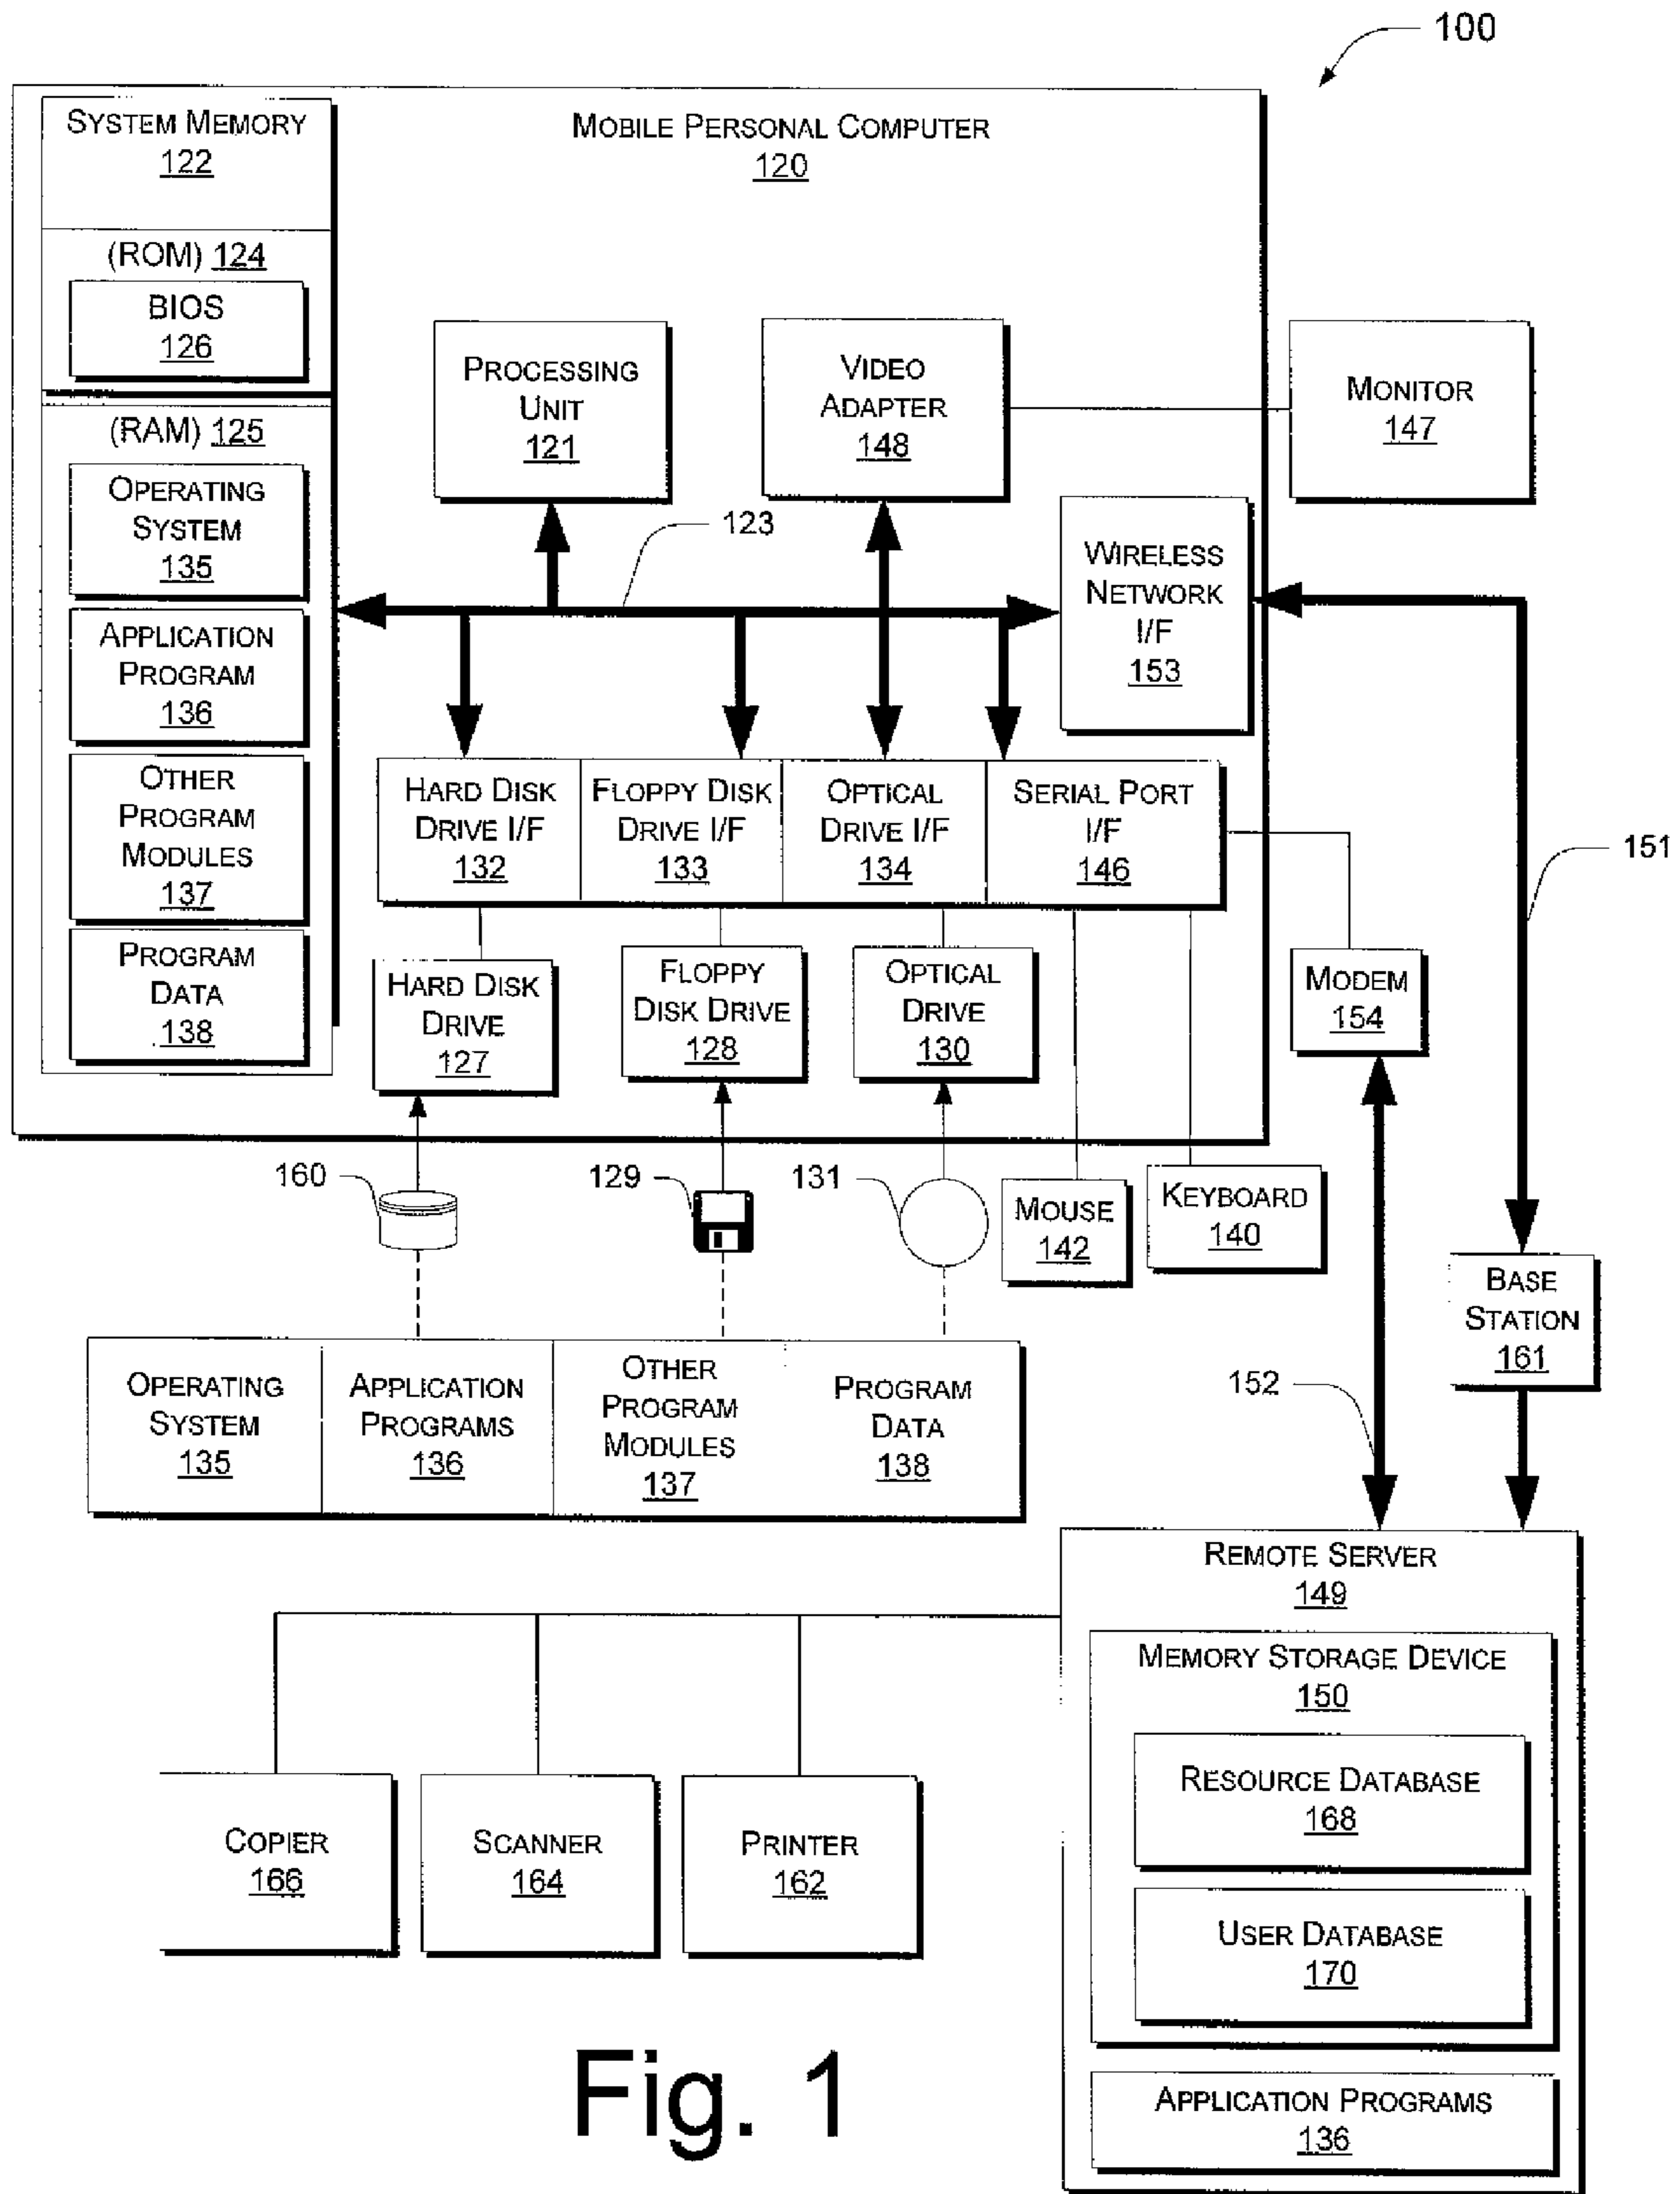 100
SYSTEM MEMORY
122
MOBILE PERSONAL COMPUTER
120
(ROM) 124
BIOS
126
(RAM) 125
OPERATING
SYSTEM
135
APPLICATION
PROGRAM
136
OTHER
PROGRAM
MODULES
137
PROGRAM
DATA
138
PROCESSING
UNIT
121
VIDEO
ADAPTER
148
MONITOR
147
123
WIRELESS
NETWORK
I/F
153
HARD DISK
DRIVE I/F
132
FLOPPY DISK
DRIVE I/F
133
OPTICAL
DRIVE I/F
134
SERIAL PORT
I/F
146
151
HARD DISK
DRIVE
127
FLOPPY
DISK DRIVE
128
OPTICAL
DRIVE
130
MODEM
154
160
129
131
MOUSE
142
KEYBOARD
140
BASE
STATION
161
152
OPERATING
SYSTEM
135
APPLICATION
PROGRAMS
136
OTHER
PROGRAM
MODULES
137
PROGRAM
DATA
138
REMOTE SERVER
149
MEMORY STORAGE DEVICE
150
RESOURCE DATABASE
168
USER DATABASE
170
APPLICATION PROGRAMS
136
COPIER
166
SCANNER
164
PRINTER
162
Fig. 1